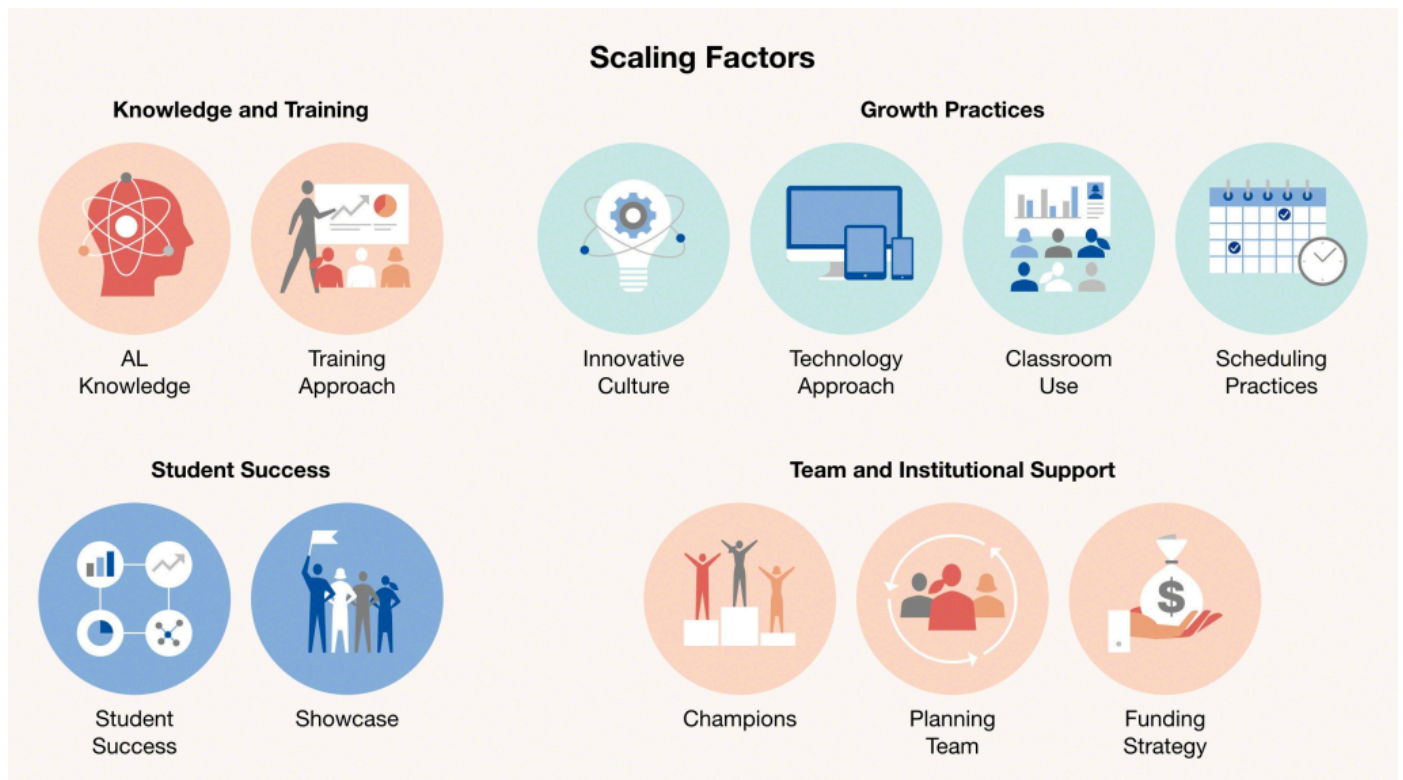 Scaling Factors
Knowledge and Training
AL
Knowledge
Training
Approach
Growth Practices
Innovative
Culture
Technology
Approach
Classroom
Use
Scheduling
Practices
Student Success
Student
Success
Showcase
Team and Institutional Support
Champions
Planning
Team
$
Funding
Strategy